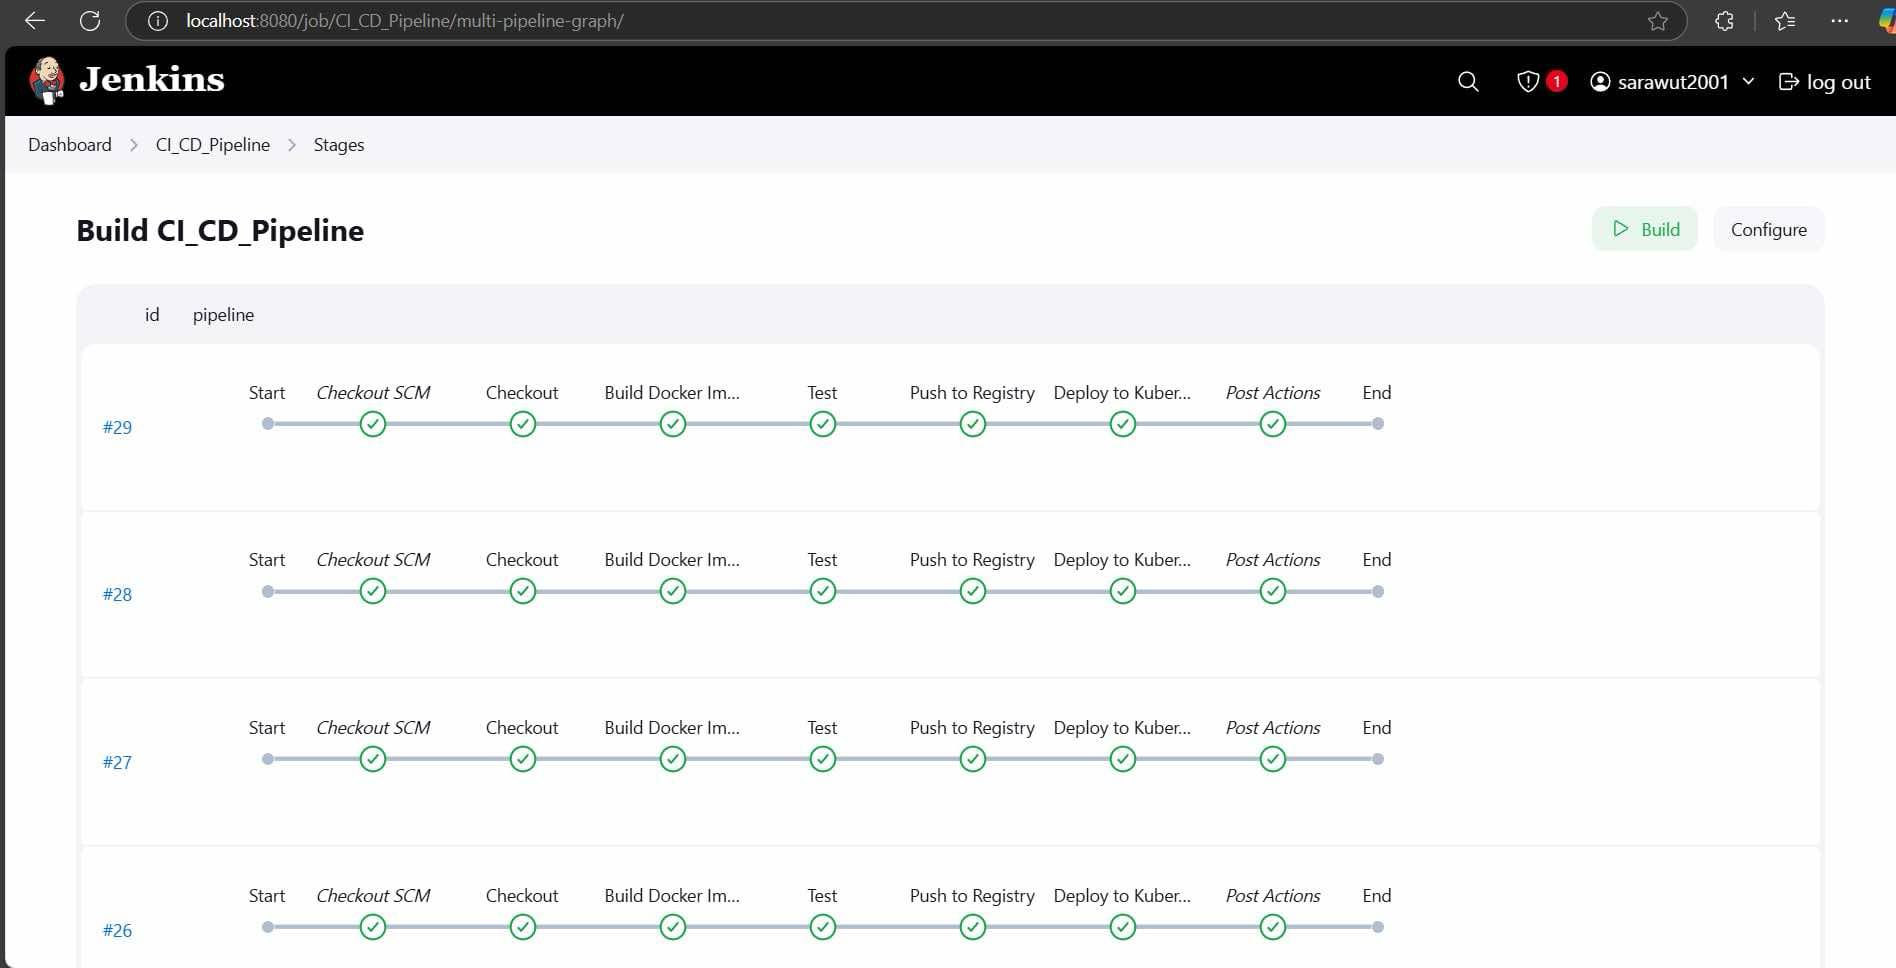 localhost:8080/job/CI_CD_Pipeline/multi-pipeline-graph/
Jenkins
1
sarawut2001
log out
Dashboard
CI_CD_Pipeline
Stages
Build CI_CD_Pipeline
Build
Configure
id pipeline
Start Checkout SCM Checkout Build Docker Im... Test Push to Registry Deploy to Kuber... Post Actions End
#29
Start Checkout SCM Checkout Build Docker Im... Test Push to Registry Deploy to Kuber... Post Actions End
#28
Start Checkout SCM Checkout Build Docker Im... Test Push to Registry Deploy to Kuber... Post Actions End
#27
Start Checkout SCM Checkout Build Docker Im... Test Push to Registry Deploy to Kuber... Post Actions End
#26